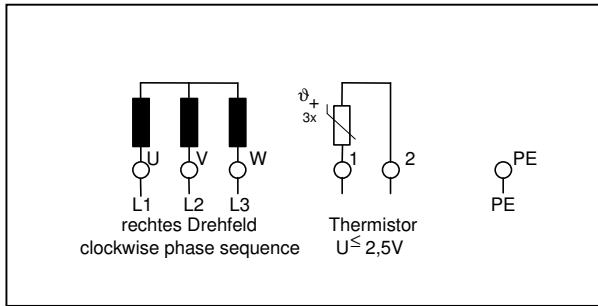 ϑ +
3x
U V W 1 2 PE
L1 L2 L3 PE
rechtes Drehfeld
clockwise phase sequence
Thermistor
U ≤ 2,5V